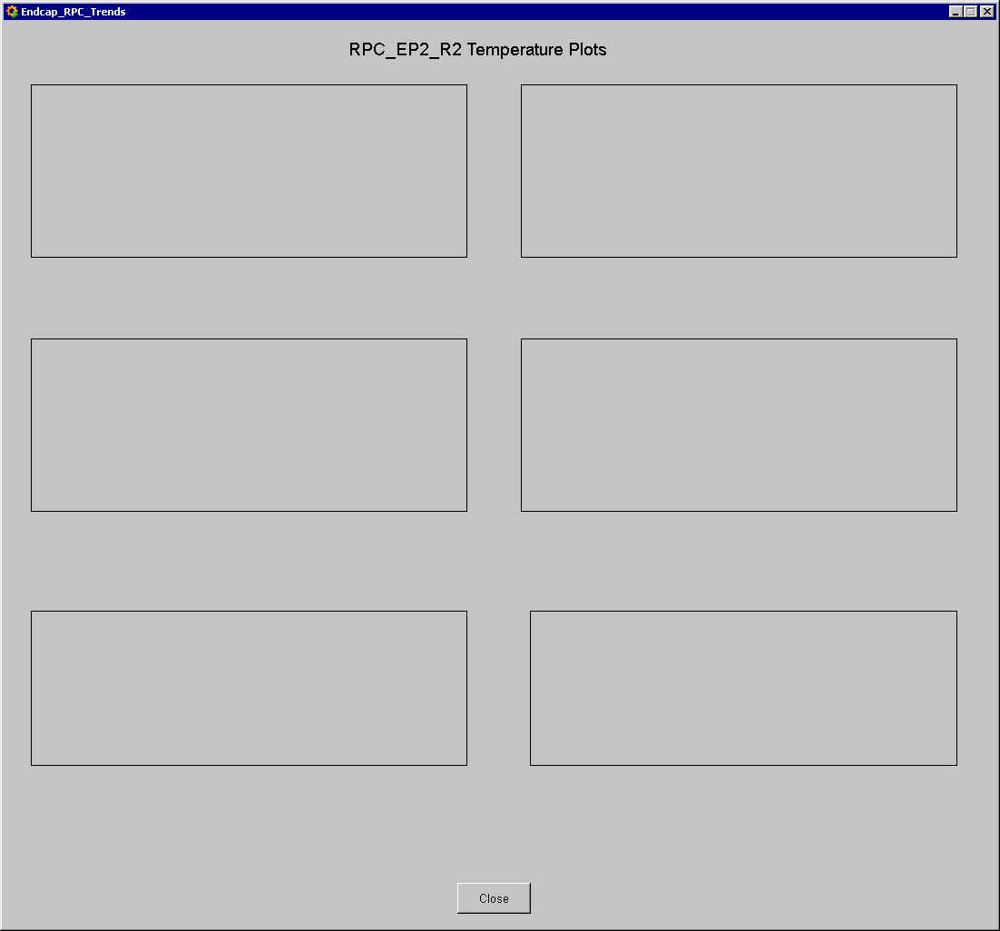 Endcap_RPC_Trends
RPC_EP2_R2 Temperature Plots
Close